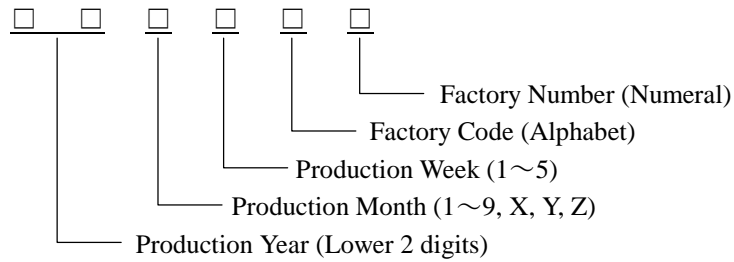 □ □ □ □ □ □
Factory Number (Numeral)
Factory Code (Alphabet)
Production Week (1～5)
Production Month (1～9, X, Y, Z)
Production Year (Lower 2 digits)